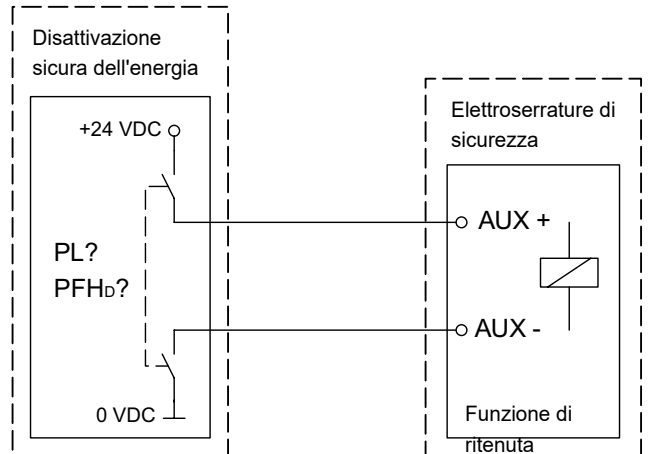 Disattivazione
sicura dell'energia
+24 VDC
PL?
PFHD?
0 VDC
Elettroserrature di
sicurezza
AUX +
AUX -
Funzione di
ritenuta